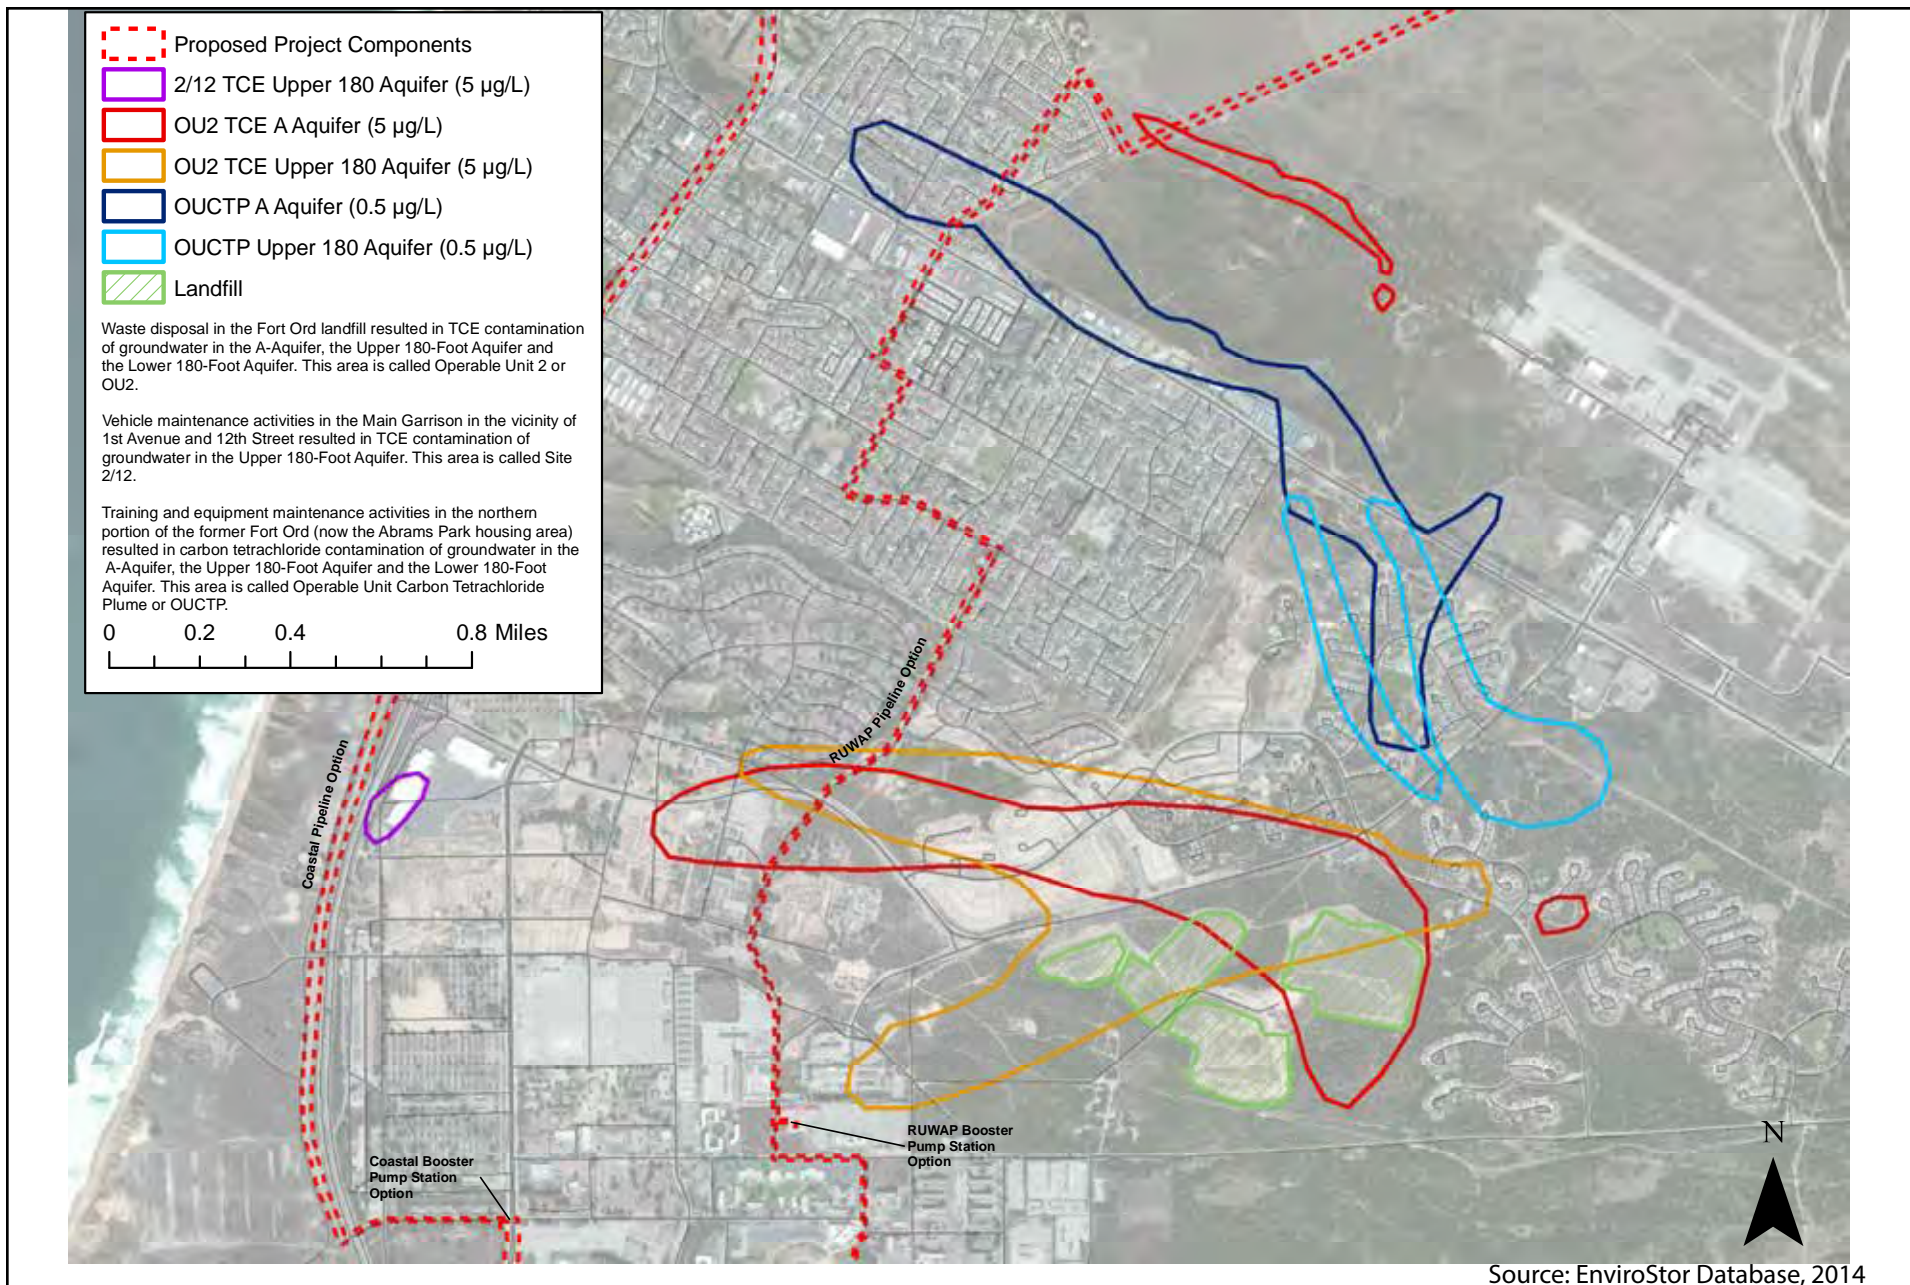 Proposed Project Components
2/12 TCE Upper 180 Aquifer (5 µg/L)
OU2 TCE A Aquifer (5 µg/L)
OU2 TCE Upper 180 Aquifer (5 µg/L)
OUCTP A Aquifer (0.5 µg/L)
OUCTP Upper 180 Aquifer (0.5 µg/L)
Landfill
Waste disposal in the Fort Ord landfill resulted in TCE contamination
of groundwater in the A-Aquifer, the Upper 180-Foot Aquifer and
the Lower 180-Foot Aquifer. This area is called Operable Unit 2 or
OU2.
Vehicle maintenance activities in the Main Garrison in the vicinity of
1st Avenue and 12th Street resulted in TCE contamination of
groundwater in the Upper 180-Foot Aquifer. This area is called Site
2/12.
Training and equipment maintenance activities in the northern
portion of the former Fort Ord (now the Abrams Park housing area)
resulted in carbon tetrachloride contamination of groundwater in the
A-Aquifer, the Upper 180-Foot Aquifer and the Lower 180-Foot
Aquifer. This area is called Operable Unit Carbon Tetrachloride
Plume or OUCTP.
0 0.2 0.4 0.8 Miles
RUWAP Pipeline Option
Coastal Pipeline Option
RUWAP Booster
Pump Station
Option
Coastal Booster
Pump Station
Option
N
Source: EnviroStor Database, 2014